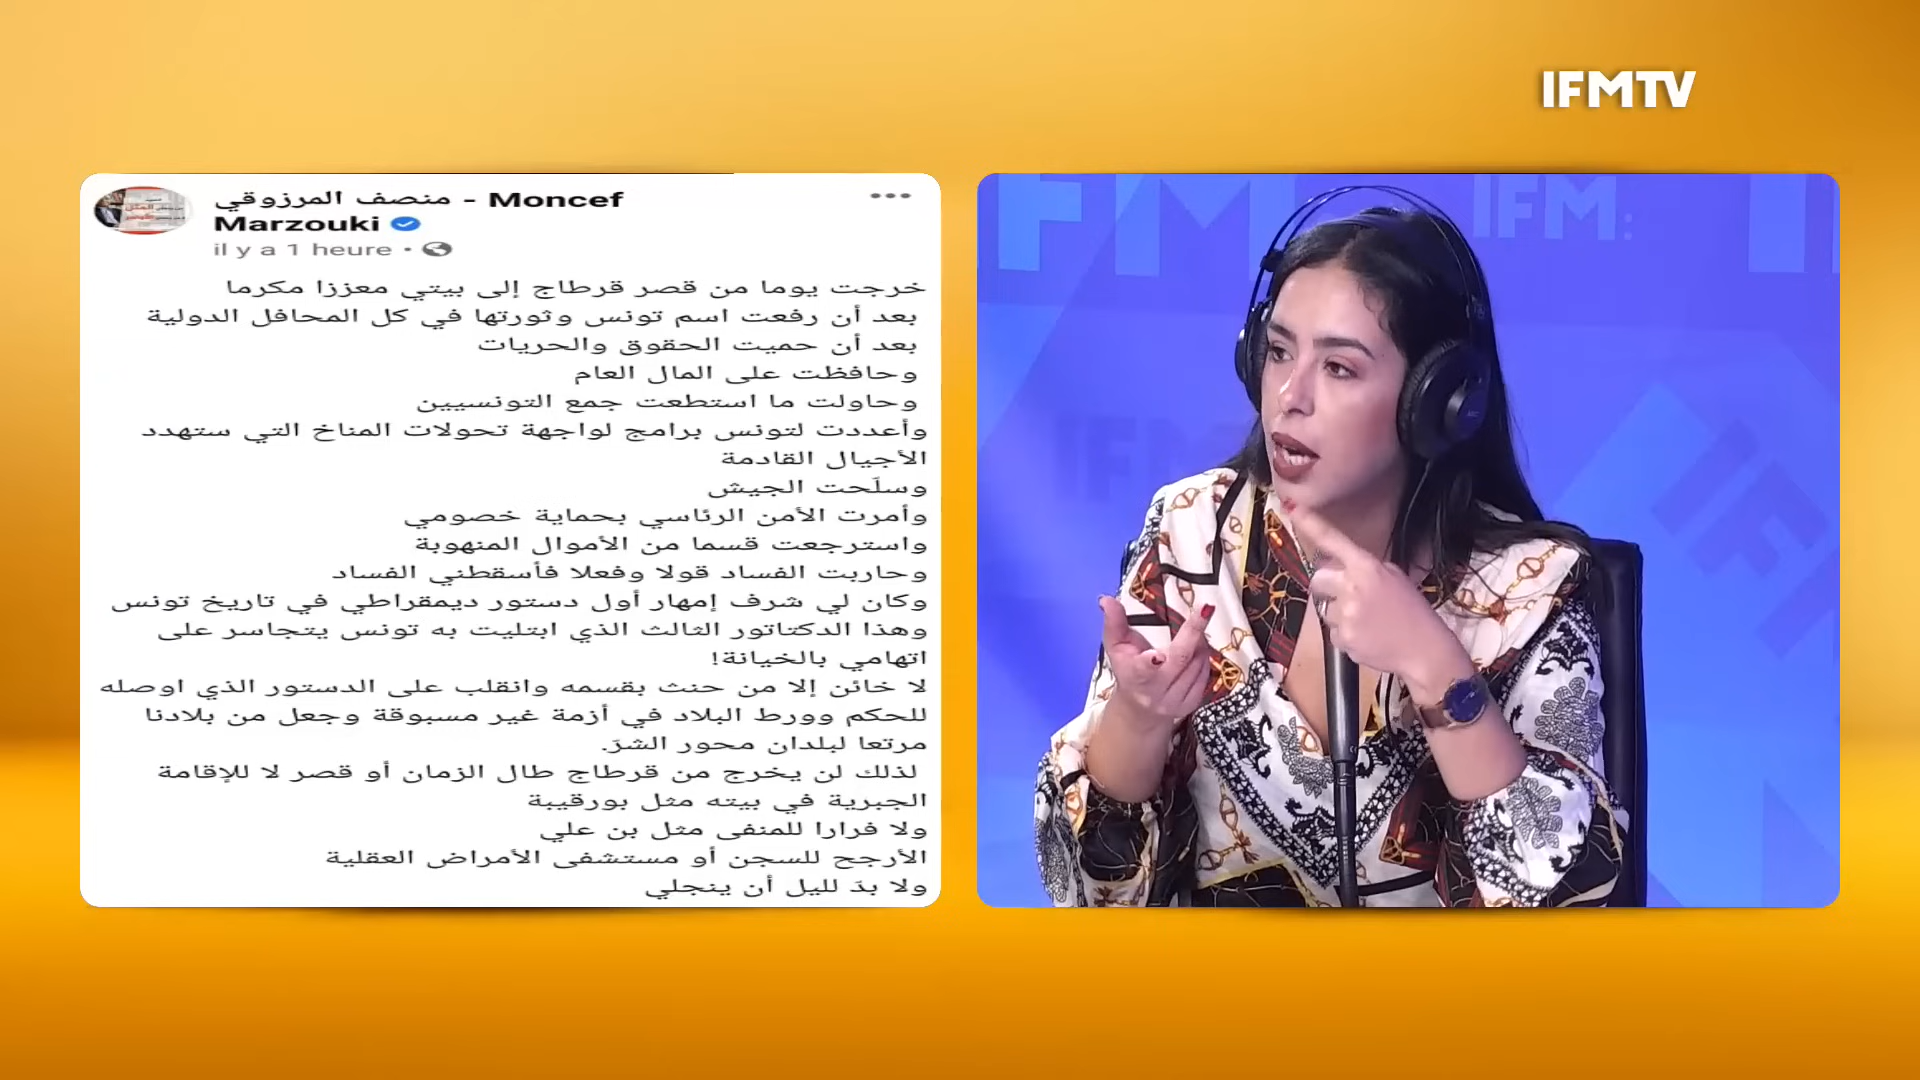 IFMTV
منصف المرزوقي - Moncef
Marzouki
il y a 1 heure
خرجت يوما من قصر قرطاج إلى بيتي معززا مكرما
بعد أن رفعت اسم تونس وثورتها في كل المحافل الدولية
بعد أن حميت الحقوق والحريات
وحافظت على المال العام
وحاولت ما استطعت جمع التونسيين
وأعددت لتونس برامج لواجهة تحولات المناخ التي ستهدد
الأجيال القادمة
وسلَحت الجيش
وأمرت الأمن الرئاسي بحماية خصومي
واسترجعت قسما من الأموال المنهوبة
وحاربت الفساد قولا وفعلا فأسقطني الفساد
وكان لي شرف إمهار أول دستور ديمقراطي في تاريخ تونس
وهذا الدكتاتور الثالث الذي ابتليت به تونس يتجاسر على
اتهامي بالخيانة!
لا خائن إلا من حنث بقسمه وانقلب على الدستور الذي اوصله
للحكم وورط البلاد في أزمة غير مسبوقة وجعل من بلادنا
مرتعا لبلدان محور الشرَ.
لذلك لن يخرج من قرطاج طال الزمان أو قصر لا للإقامة
الجبرية في بيته مثل بورقيبة
ولا فرارا للمنفى مثل بن علي
الأرجح للسجن أو مستشفى الأمراض العقلية
ولا بدَ لليل أن ينجلي
FM
IFM:
IFM
IFM